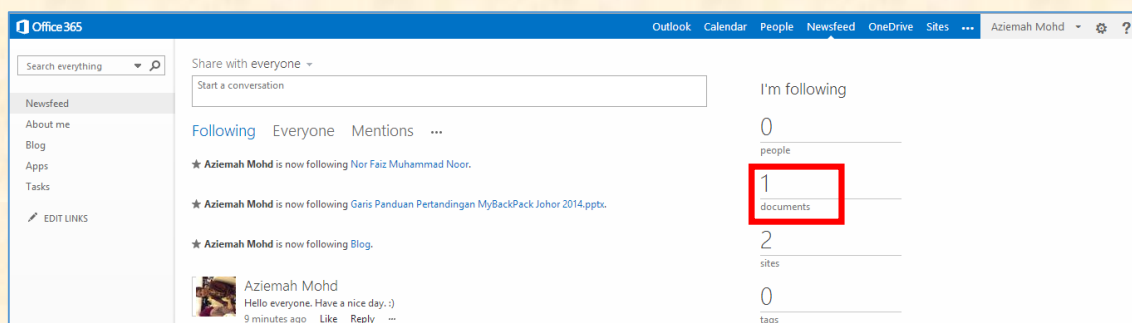 Office 365
Outlook Calendar People Newsfeed OneDrive Sites ••• Aziemah Mohd ?
Search everything
Newsfeed
About me
Blog
Apps
Tasks
EDIT LINKS
Share with everyone
Start a conversation
Following Everyone Mentions •••
Aziemah Mohd is now following Nor Faiz Muhammad Noor.
Aziemah Mohd is now following Garis Panduan Pertandingan MyBackPack Johor 2014.pptx.
Aziemah Mohd is now following Blog.
Aziemah Mohd
Hello everyone. Have a nice day. :)
9 minutes ago Like Reply •••
I'm following
0
people
1
documents
2
sites
0
tags